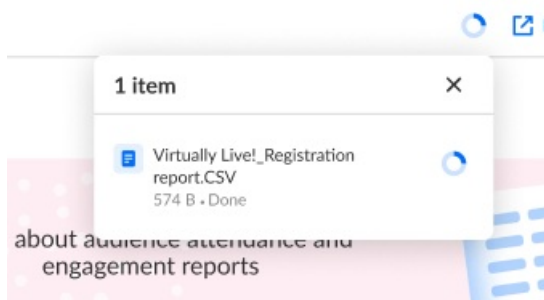 1 item
Virtually Live!_Registration
report.CSV
574 B • Done
about audience attendance and
engagement reports